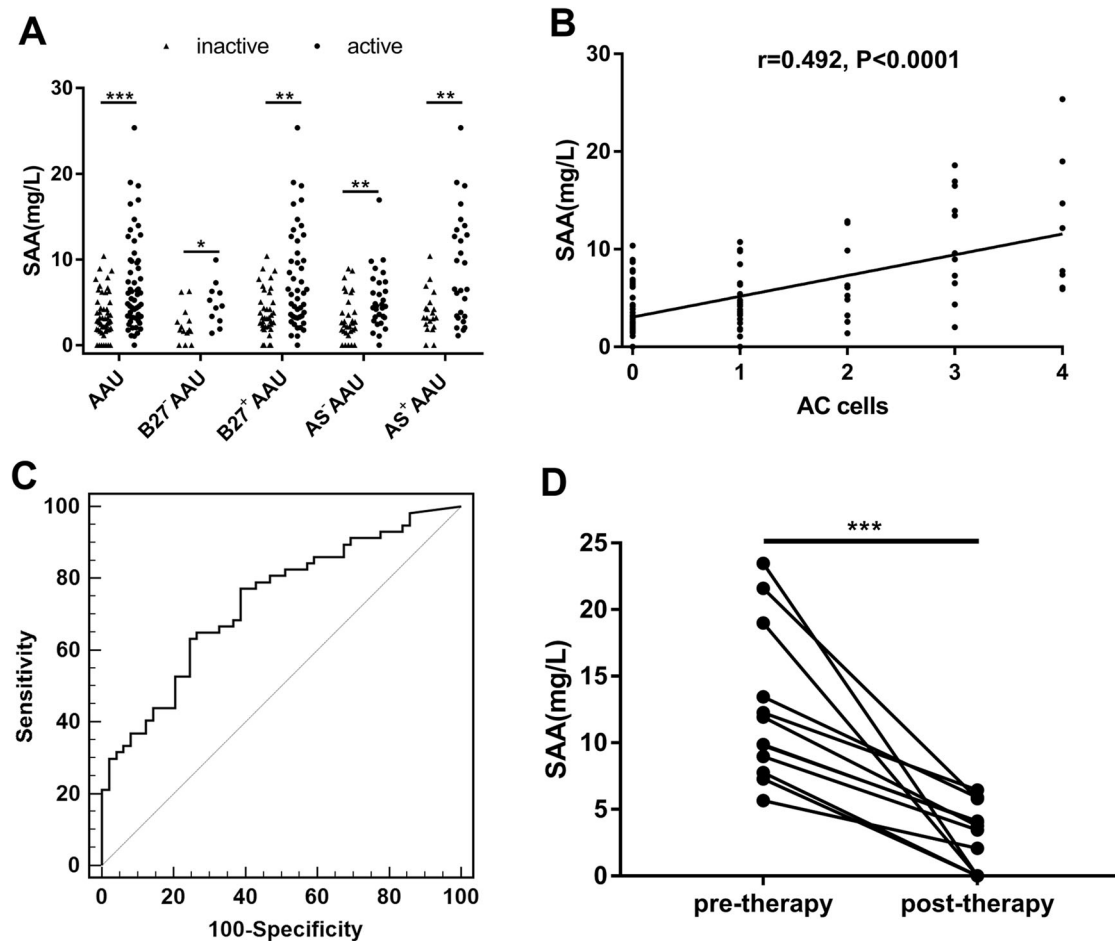 A
▲ inactive ● active
SAA(mg/L)
30
20
10
0
*** * ** ** **
AAU
B27⁻ AAU
B27⁺ AAU
AS⁻ AAU
AS⁺ AAU
B
r=0.492, P<0.0001
SAA(mg/L)
30
20
10
0
0 1 2 3 4
AC cells
C
Sensitivity
100
80
60
40
20
0
0 20 40 60 80 100
100-Specificity
D
***
SAA(mg/L)
25
20
15
10
5
0
pre-therapy post-therapy